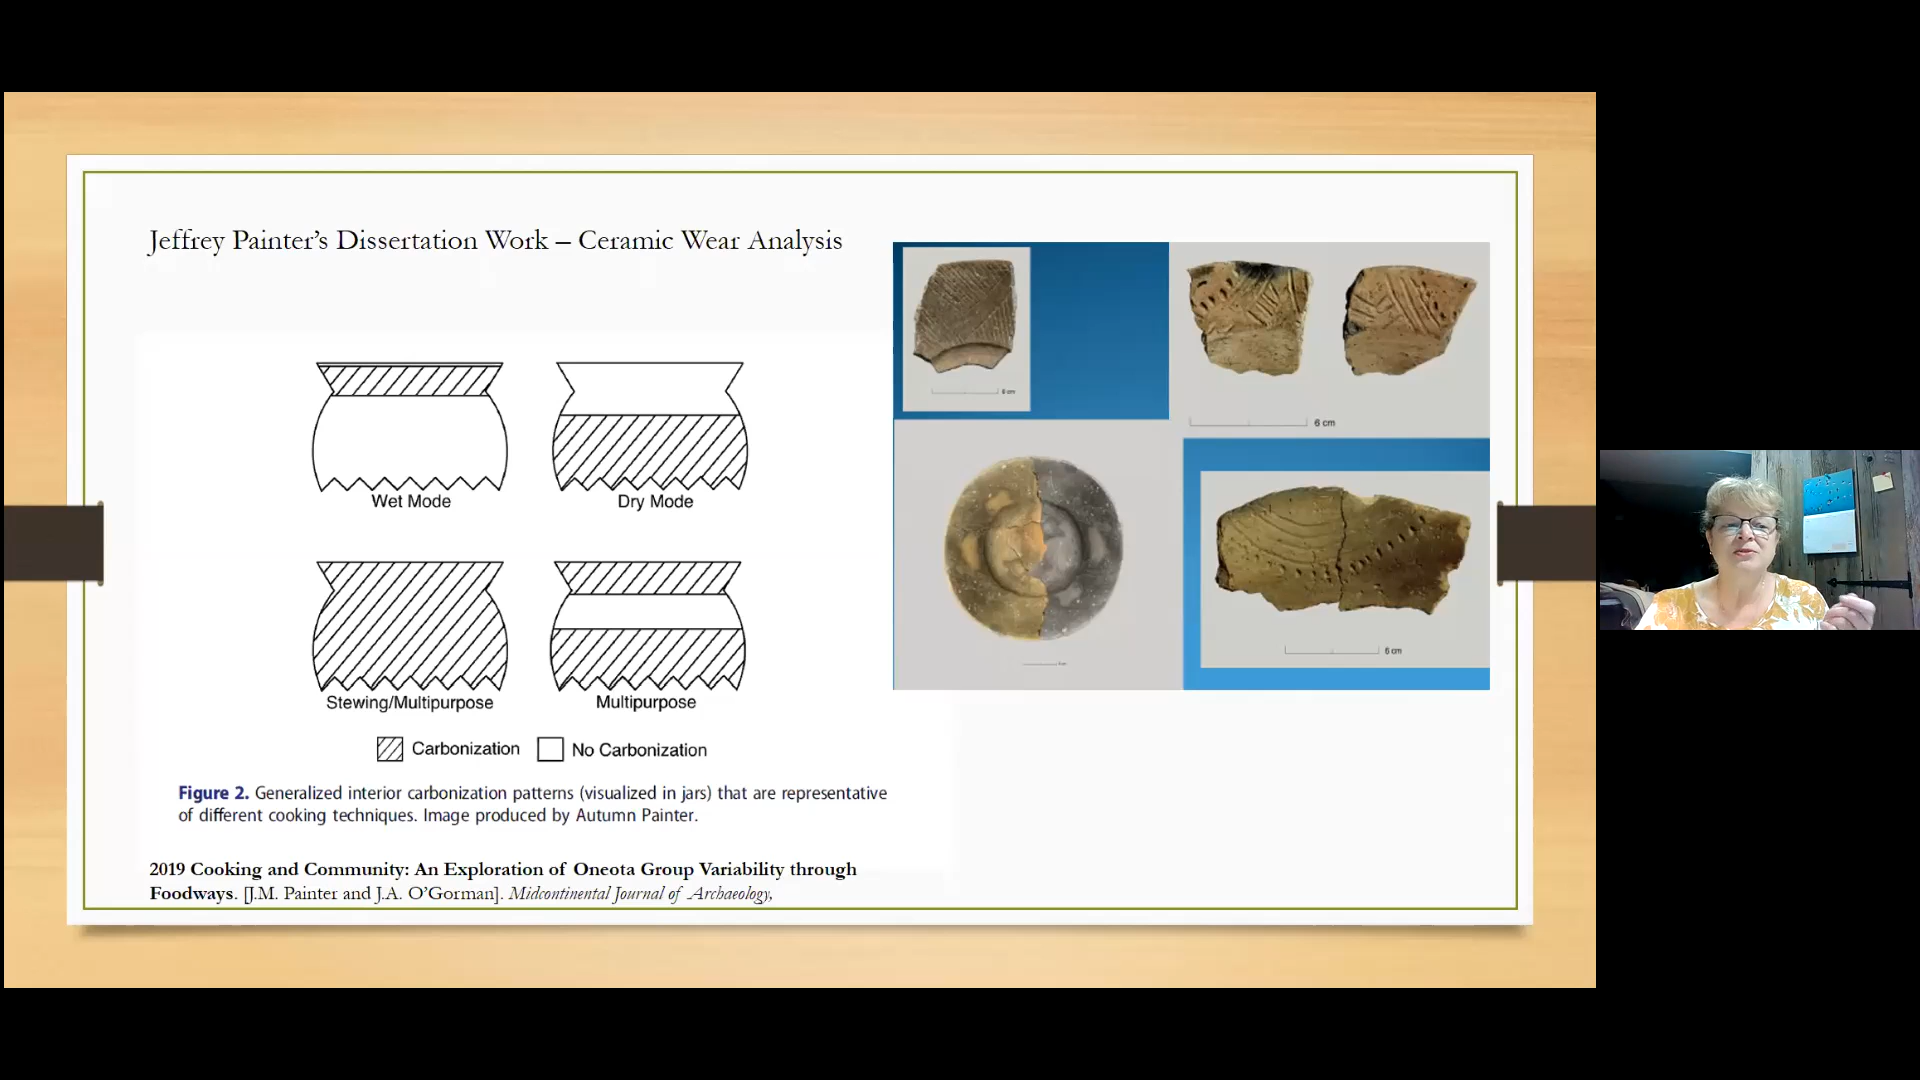 Jeffrey Painter's Dissertation Work – Ceramic Wear Analysis
Wet Mode
Dry Mode
Stewing/Multipurpose
Multipurpose
Carbonization
No Carbonization
Figure 2. Generalized interior carbonization patterns (visualized in jars) that are representative
of different cooking techniques. Image produced by Autumn Painter.
2019 Cooking and Community: An Exploration of Oneota Group Variability through
Foodways. [J.M. Painter and J.A. O'Gorman]. Midcontinental Journal of Archaeology,
6 cm
6 cm
6 cm